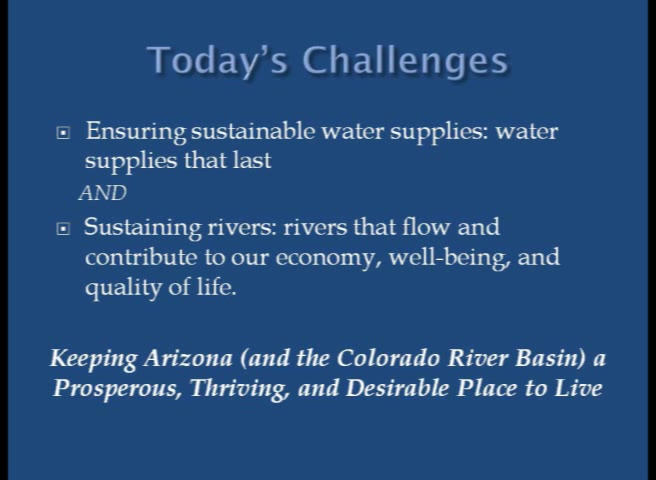 Today's Challenges
Ensuring sustainable water supplies: water
supplies that last
AND
Sustaining rivers: rivers that flow and
contribute to our economy, well-being, and
quality of life.
Keeping Arizona (and the Colorado River Basin) a
Prosperous, Thriving, and Desirable Place to Live